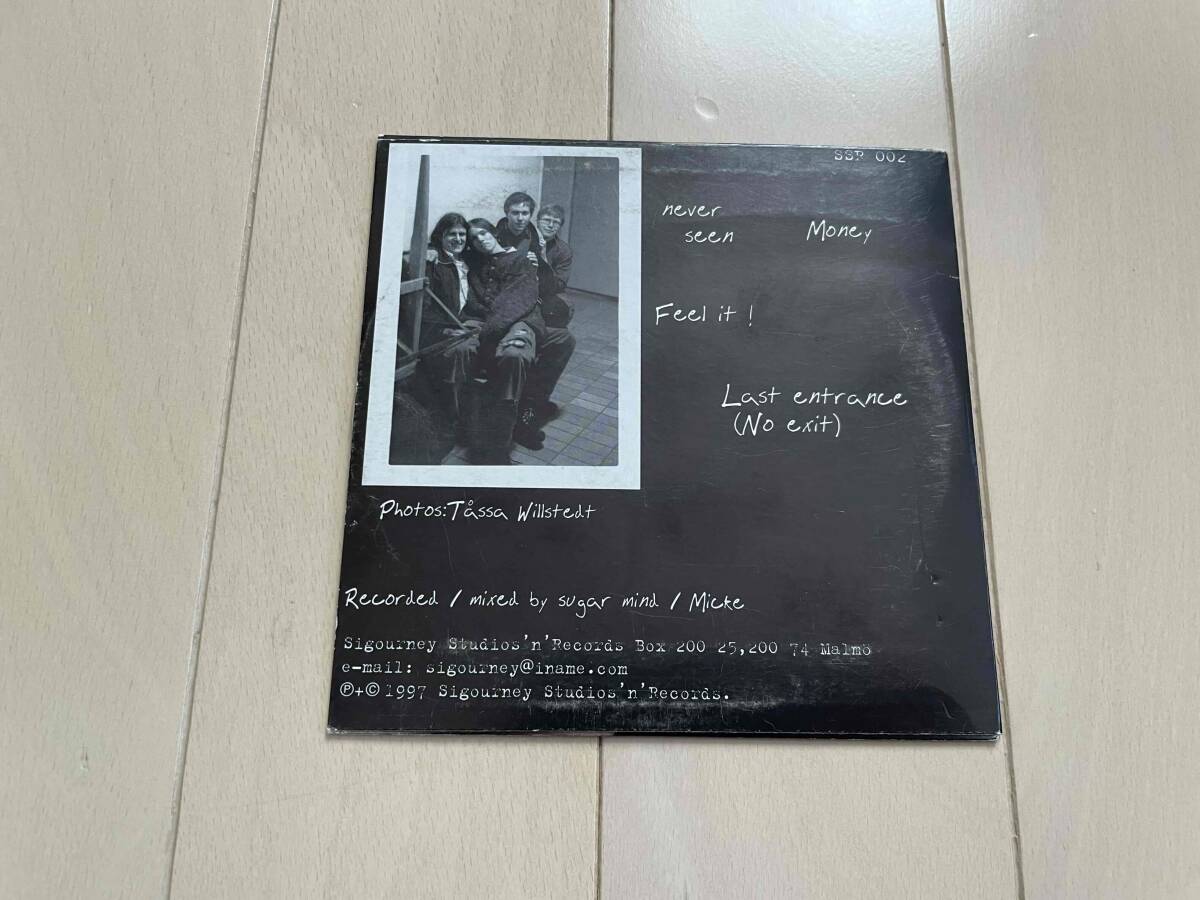 SSR 002
never
seen
Money
Feel it !
Last entrance
(No exit)
Photos:Tåssa Willstedt
Recorded / mixed by sugar mind / Micke
Sigourney Studios'n'Records Box 200 25,200 74 Malmö
e-mail: sigourney@iname.com
℗+© 1997 Sigourney Studios'n'Records.